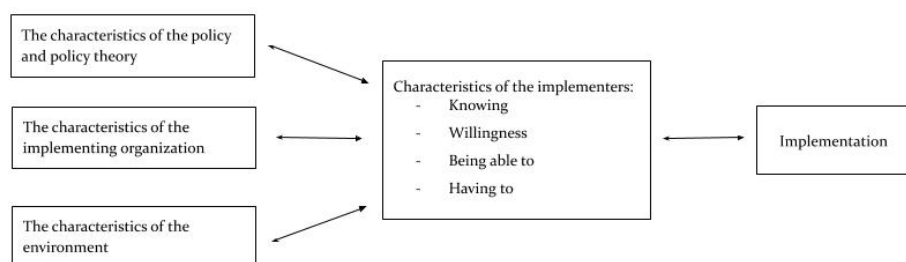 The characteristics of the policy
and policy theory
The characteristics of the
implementing organization
The characteristics of the
environment
Characteristics of the implementers:
- Knowing
- Willingness
- Being able to
- Having to
Implementation